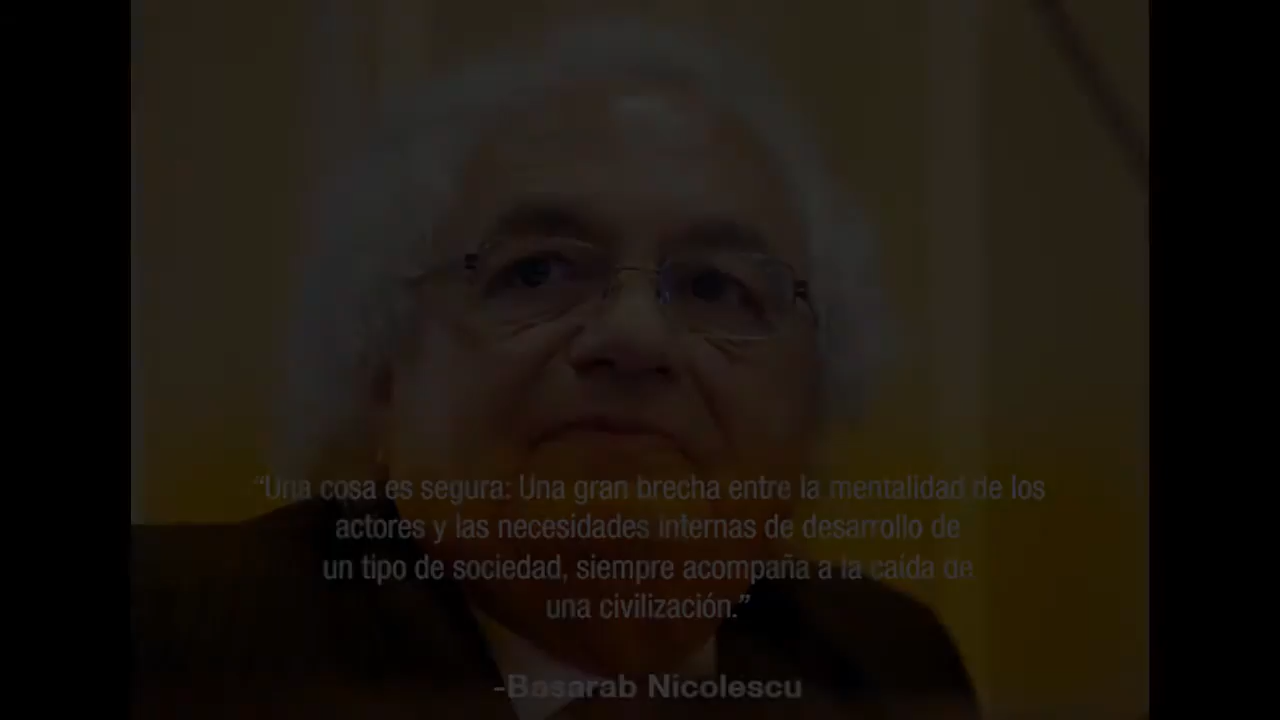 “Una cosa es segura: Una gran brecha entre la mentalidad de los
actores y las necesidades internas de desarrollo de
un tipo de sociedad, siempre acompaña a la caída de
una civilización.”
-Basarab Nicolescu